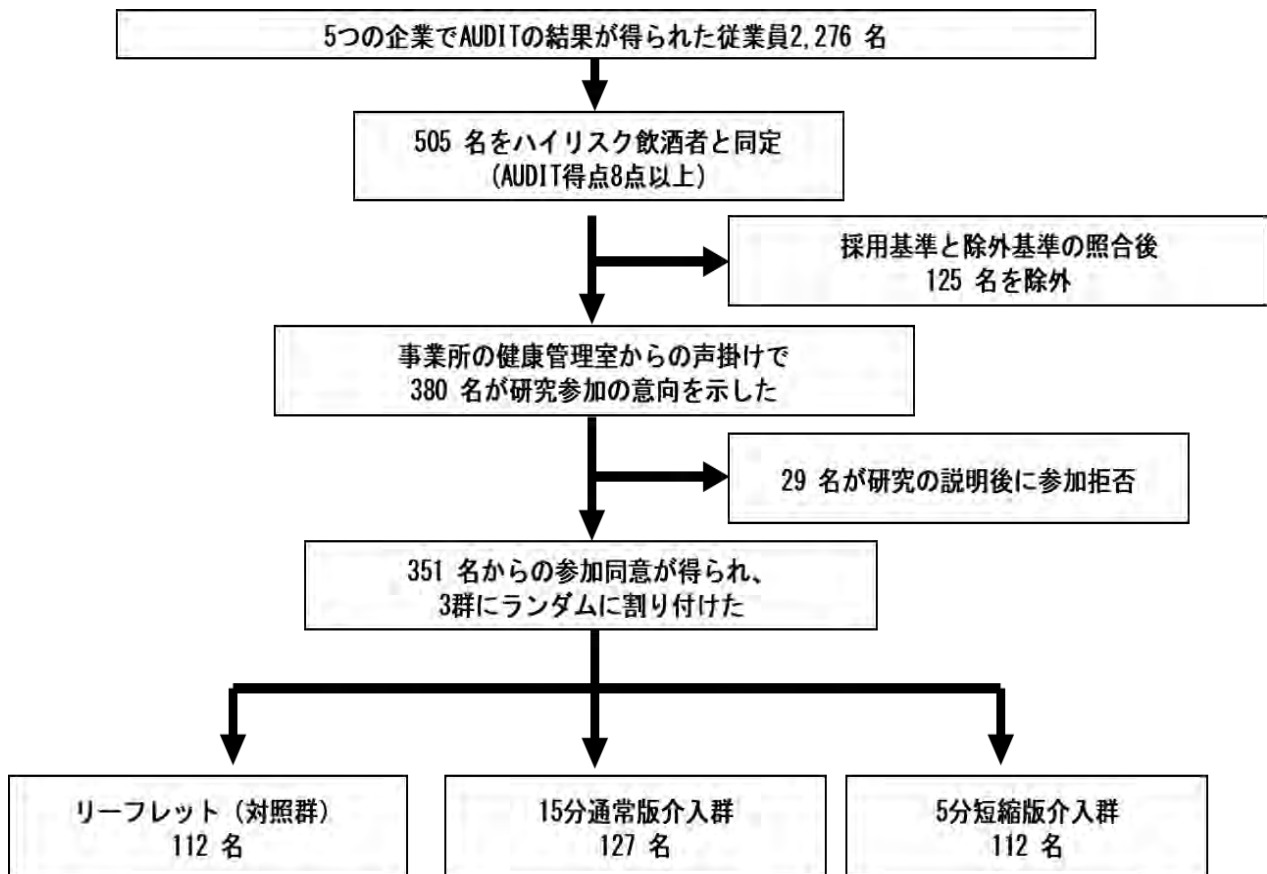 5つの企業でAUDITの結果が得られた従業員2,276 名
505 名をハイリスク飲酒者と同定
(AUDIT得点8点以上)
採用基準と除外基準の照合後
125 名を除外
事業所の健康管理室からの声掛けで
380 名が研究参加の意向を示した
29 名が研究の説明後に参加拒否
351 名からの参加同意が得られ、
3群にランダムに割り付けた
リーフレット（対照群）
112 名
15分通常版介入群
127 名
5分短縮版介入群
112 名